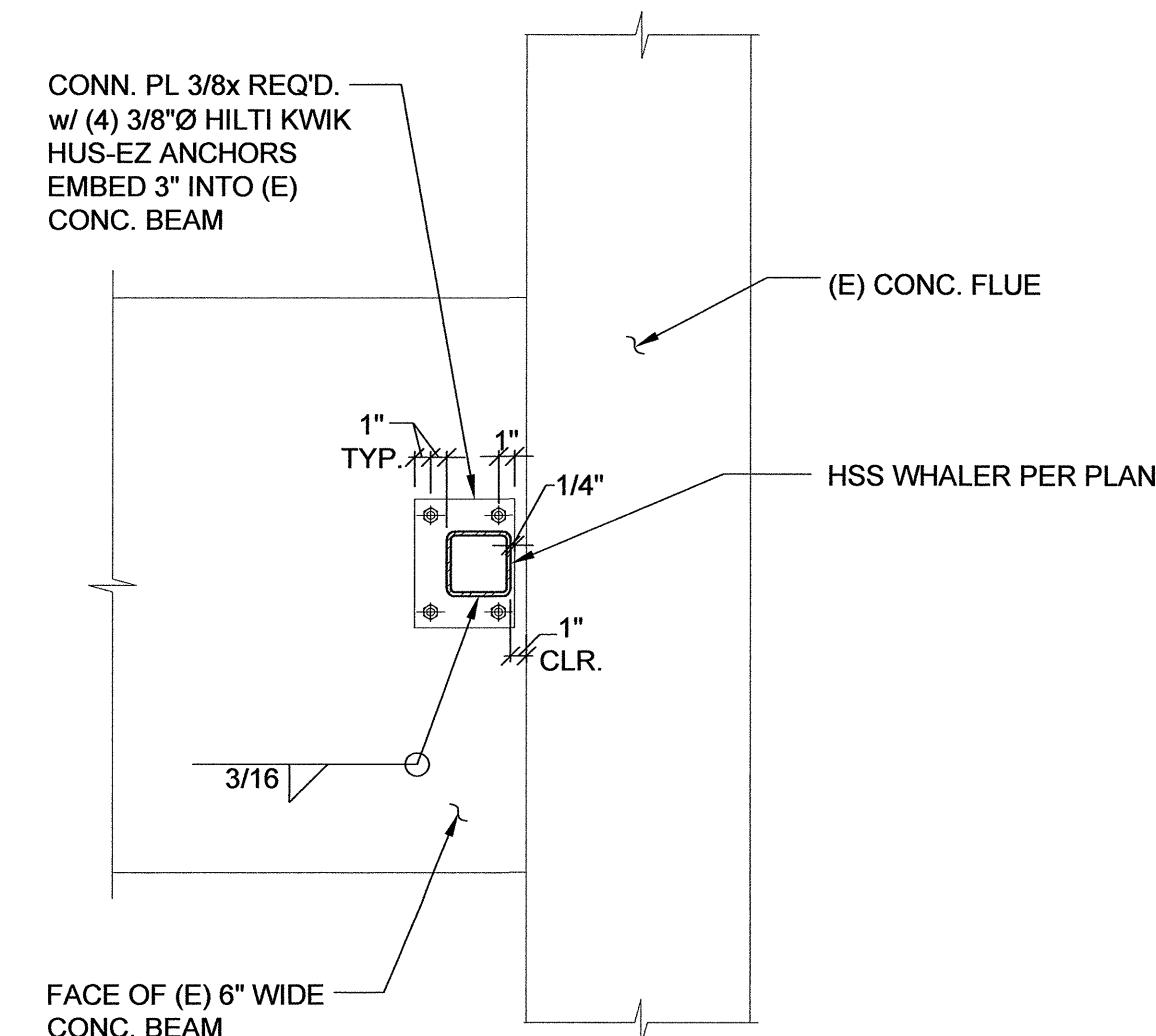 CONN. PL 3/8x REQ'D.
w/ (4) 3/8"Ø HILTI KWIK
HUS-EZ ANCHORS
EMBED 3" INTO (E)
CONC. BEAM
(E) CONC. FLUE
1"
TYP.
1"
1/4"
HSS WHALER PER PLAN
1"
CLR.
3/16
FACE OF (E) 6" WIDE
CONC. BEAM